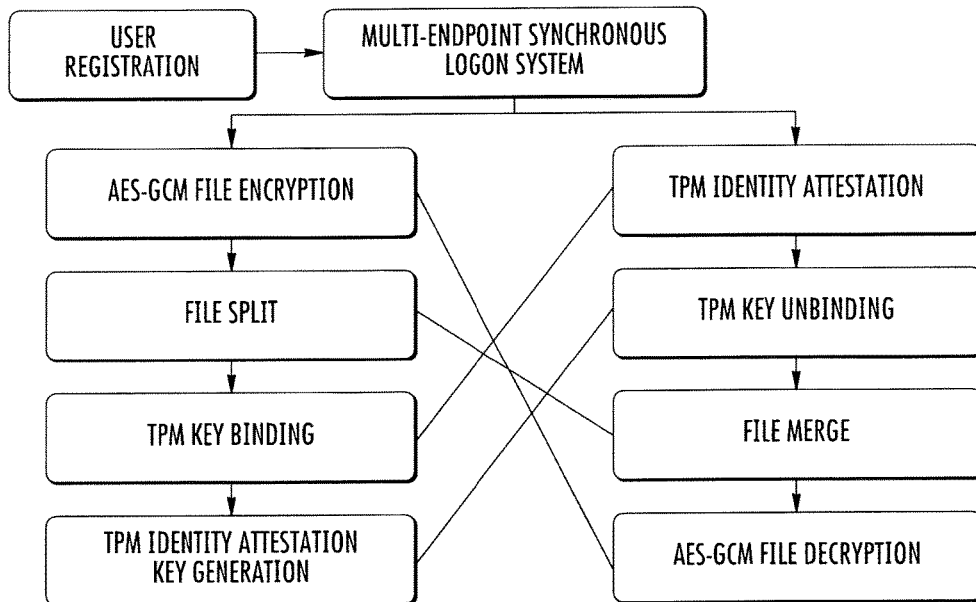 USER
REGISTRATION
MULTI-ENDPOINT SYNCHRONOUS
LOGON SYSTEM
AES-GCM FILE ENCRYPTION
FILE SPLIT
TPM KEY BINDING
TPM IDENTITY ATTESTATION
KEY GENERATION
TPM IDENTITY ATTESTATION
TPM KEY UNBINDING
FILE MERGE
AES-GCM FILE DECRYPTION